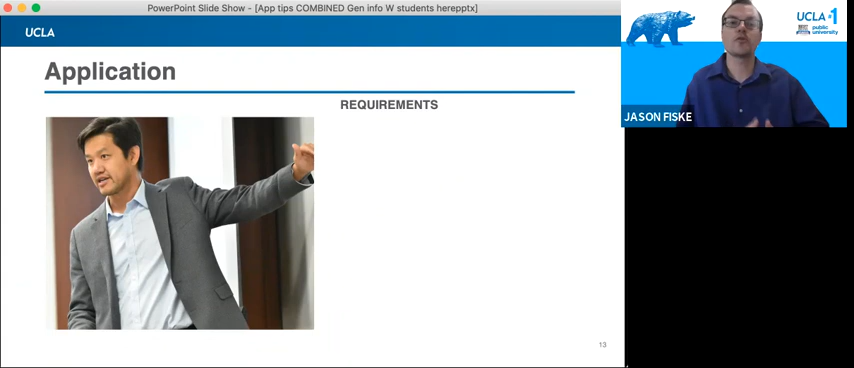 PowerPoint Slide Show - [App tips COMBINED Gen info W students herepptx]
UCLA
Application
REQUIREMENTS
13
UCLA #1
public
university
JASON FISKE